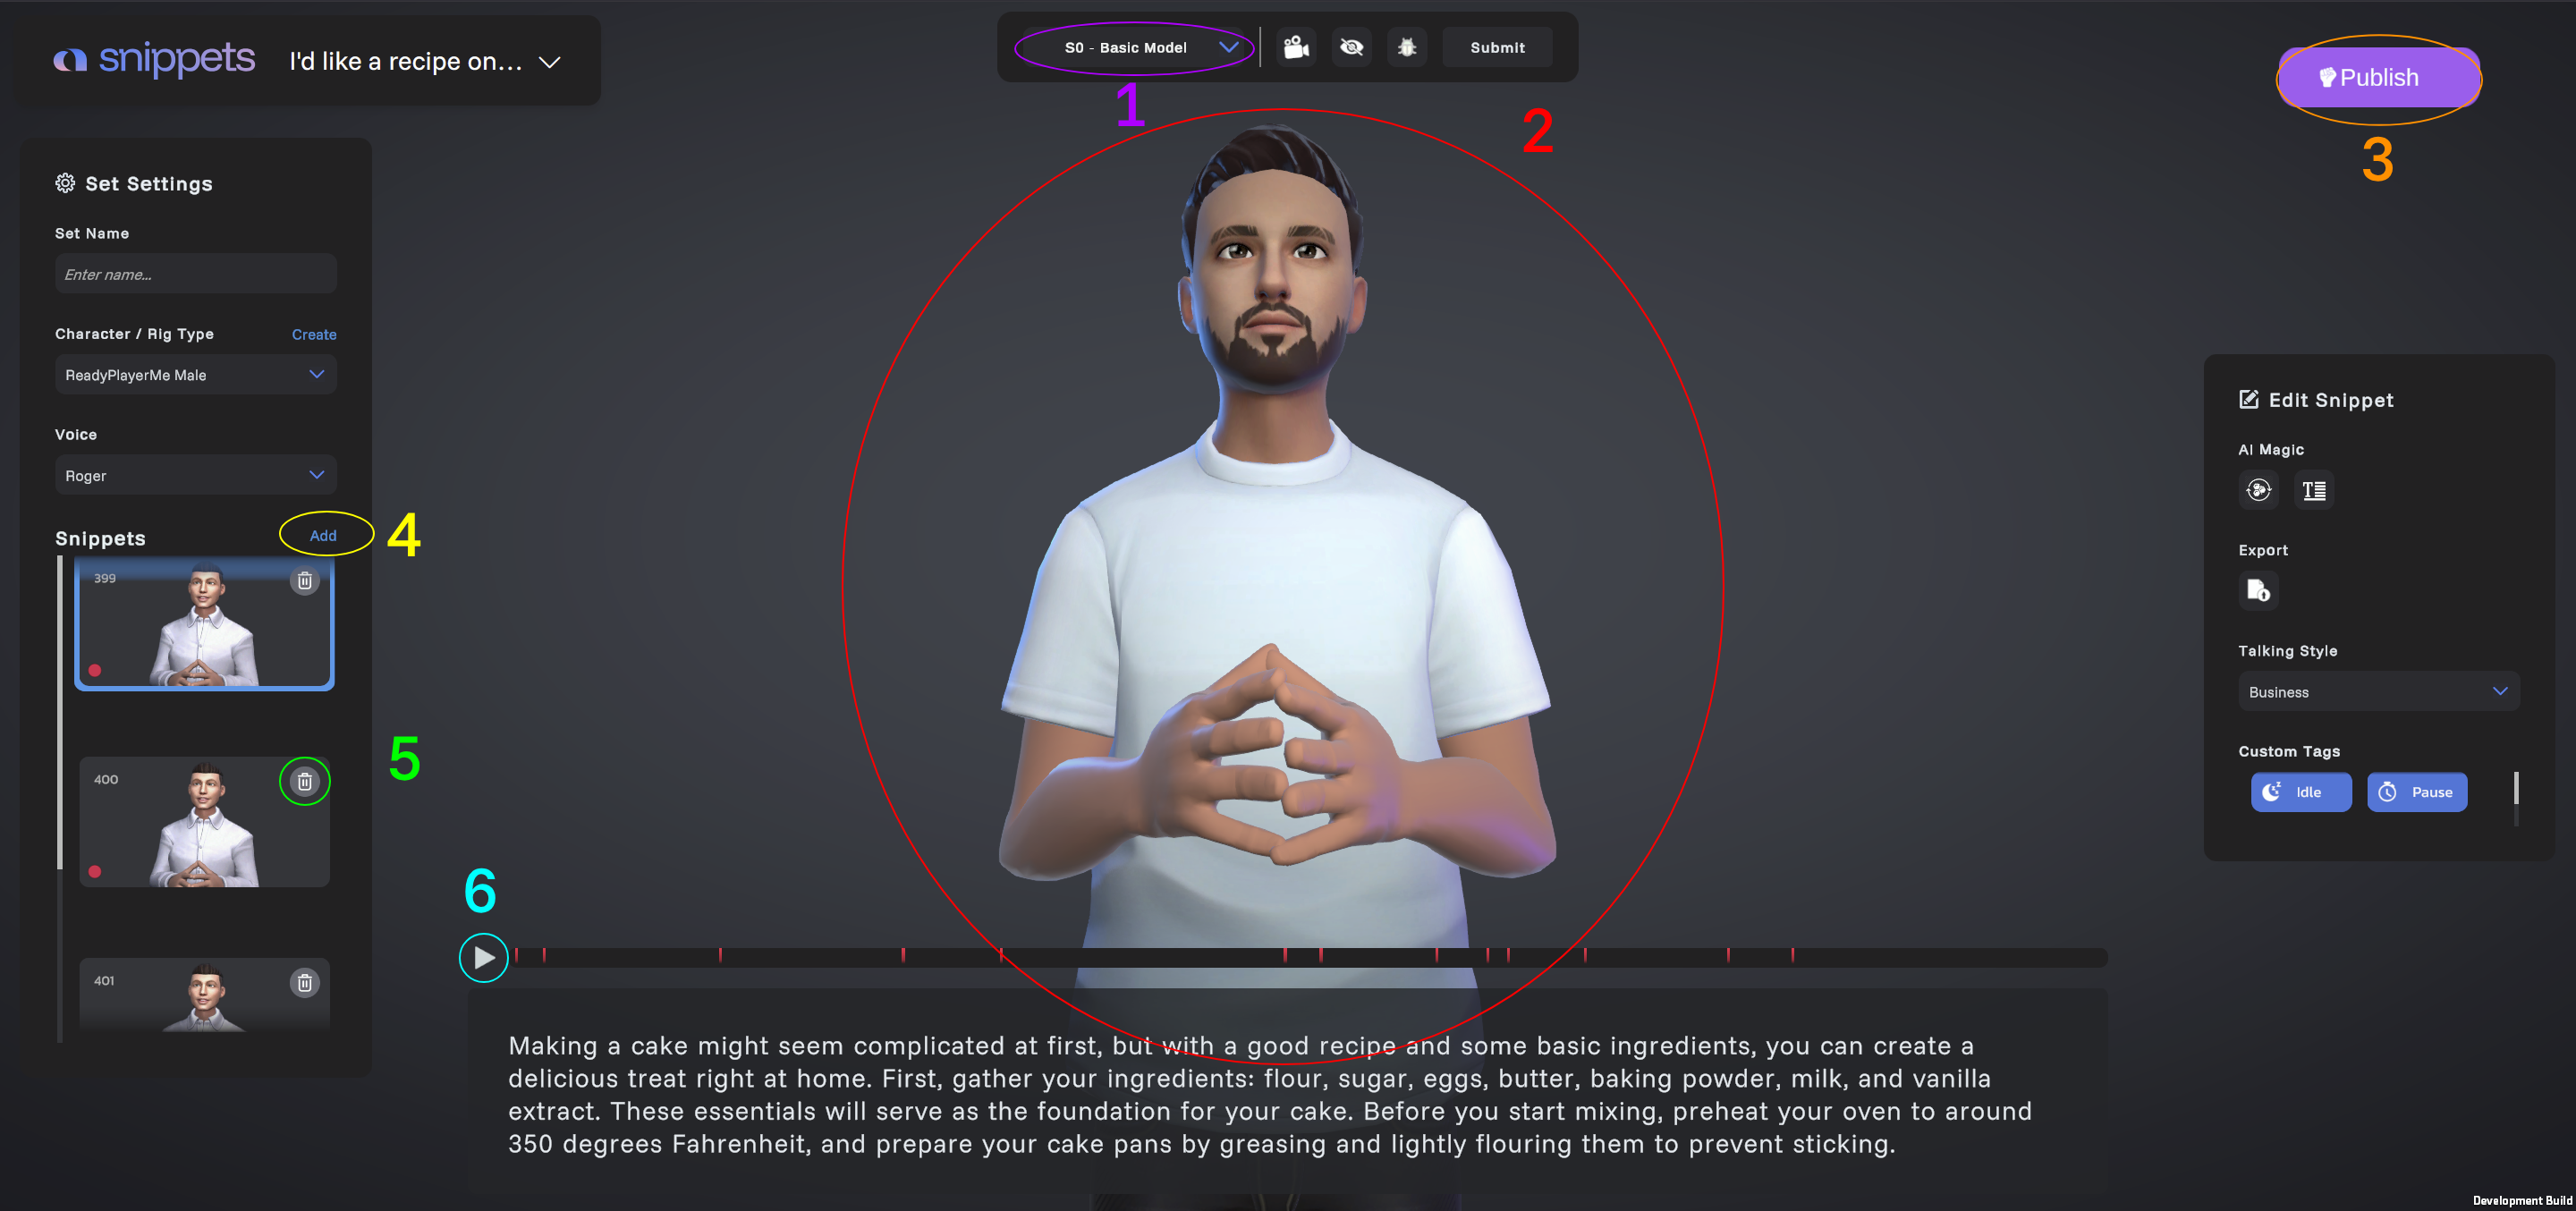 snippets
I'd like a recipe on...
S0 - Basic Model
Submit
Publish
1
2
3
Set Settings
Set Name
Enter name...
Character / Rig Type
Create
ReadyPlayerMe Male
Voice
Roger
Snippets
Add
4
399
5
400
401
6
Edit Snippet
AI Magic
T
Export
Talking Style
Business
Custom Tags
Idle
Pause
Making a cake might seem complicated at first, but with a good recipe and some basic ingredients, you can create a
delicious treat right at home. First, gather your ingredients: flour, sugar, eggs, butter, baking powder, milk, and vanilla
extract. These essentials will serve as the foundation for your cake. Before you start mixing, preheat your oven to around
350 degrees Fahrenheit, and prepare your cake pans by greasing and lightly flouring them to prevent sticking.
Development Build